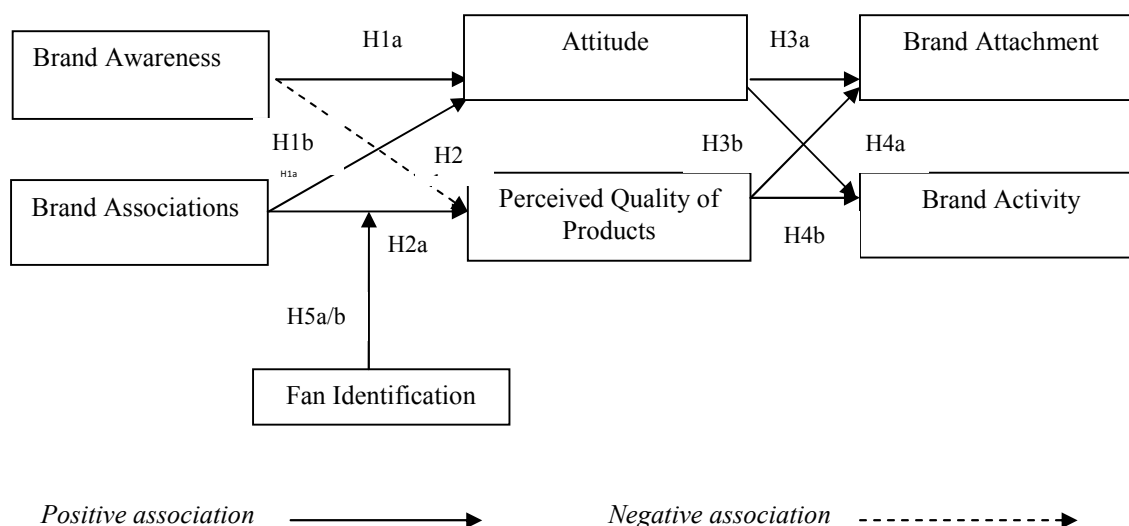 H1a
Attitude
H3a
Brand Attachment
Brand Awareness
H1b
H2
H3b
H4a
H1a
Brand Associations
Perceived Quality of
Products
Brand Activity
H2a
H4b
H5a/b
Fan Identification
Positive association
Negative association